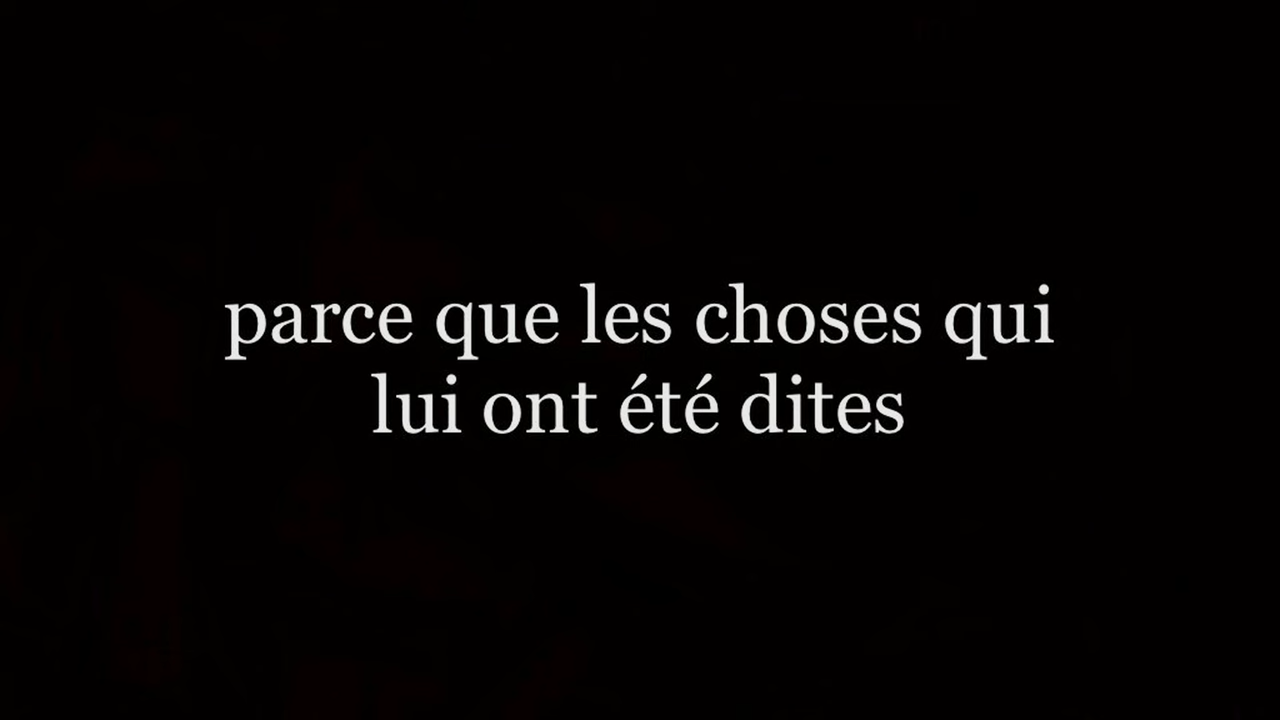 parce que les choses qui
lui ont été dites